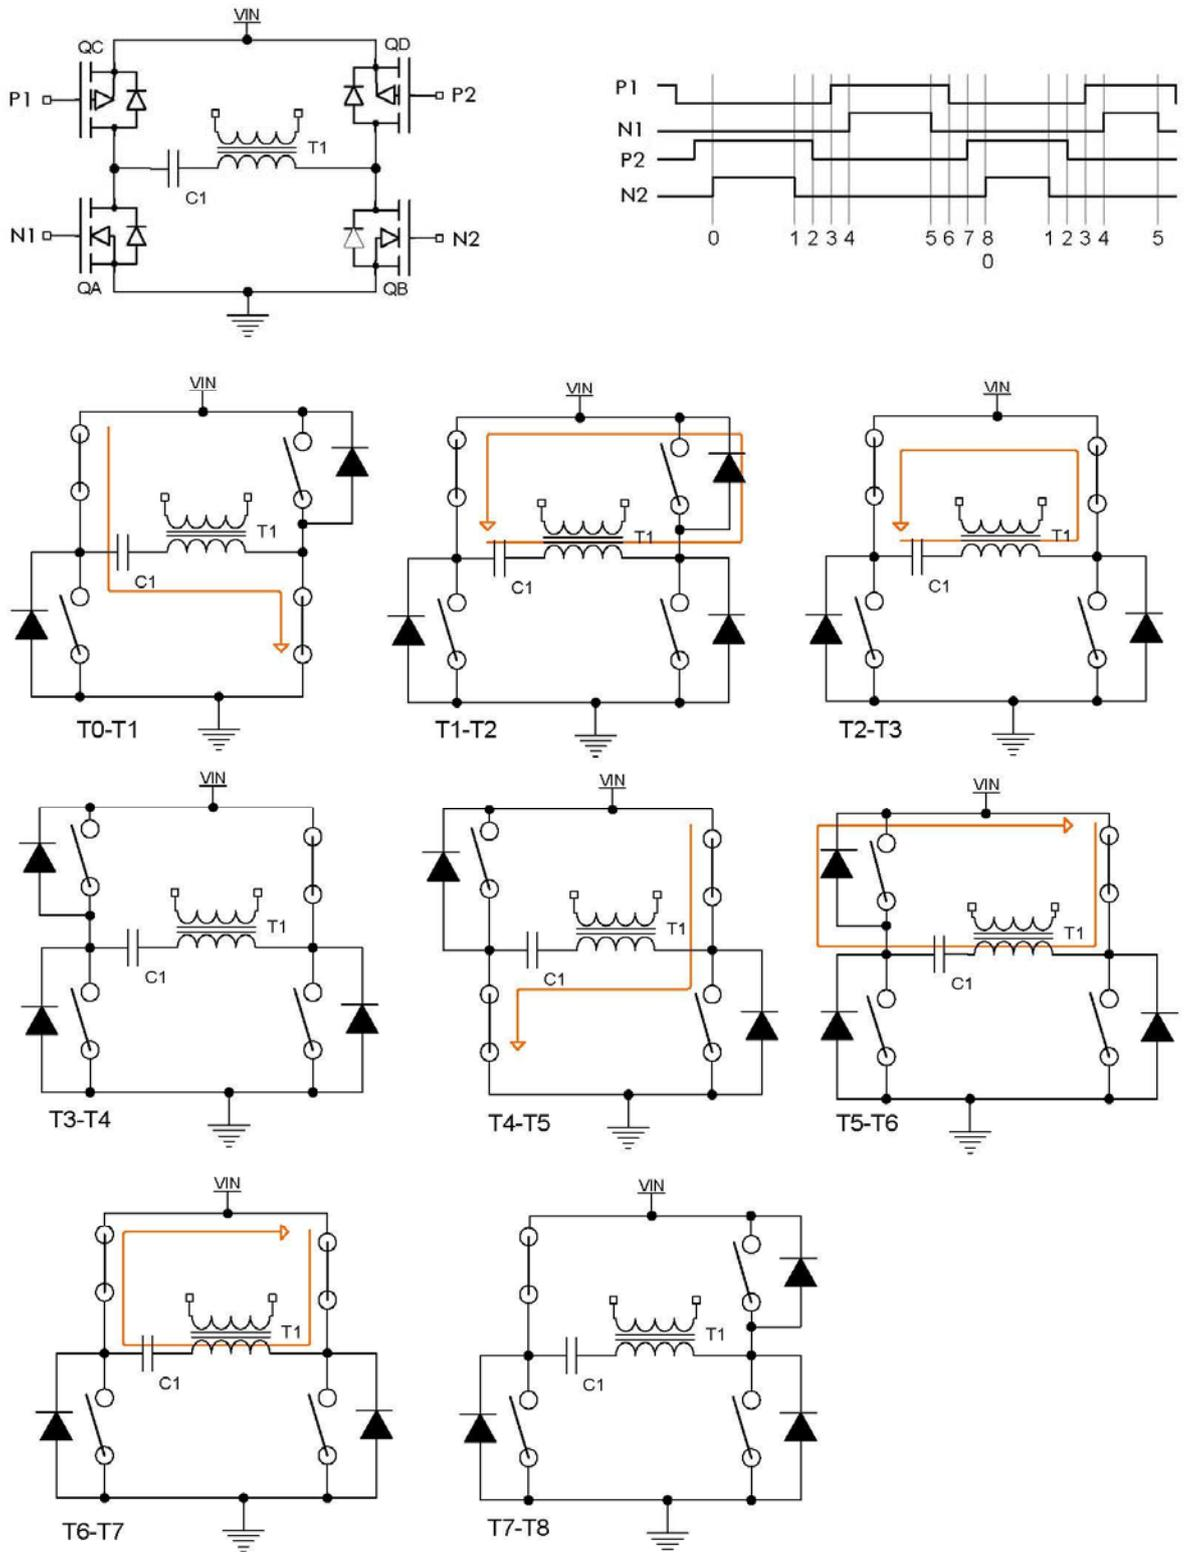 VIN
QC
QD
P1
P2
T1
C1
N1
N2
QA
QB
P1
N1
P2
N2
0 1 2 3 4 5 6 7 8 1 2 3 4 5
0
VIN
T1
C1
T0-T1
VIN
T1
C1
T1-T2
VIN
T1
C1
T2-T3
VIN
T1
C1
T3-T4
VIN
T1
C1
T4-T5
VIN
T1
C1
T5-T6
VIN
T1
C1
T6-T7
VIN
T1
C1
T7-T8